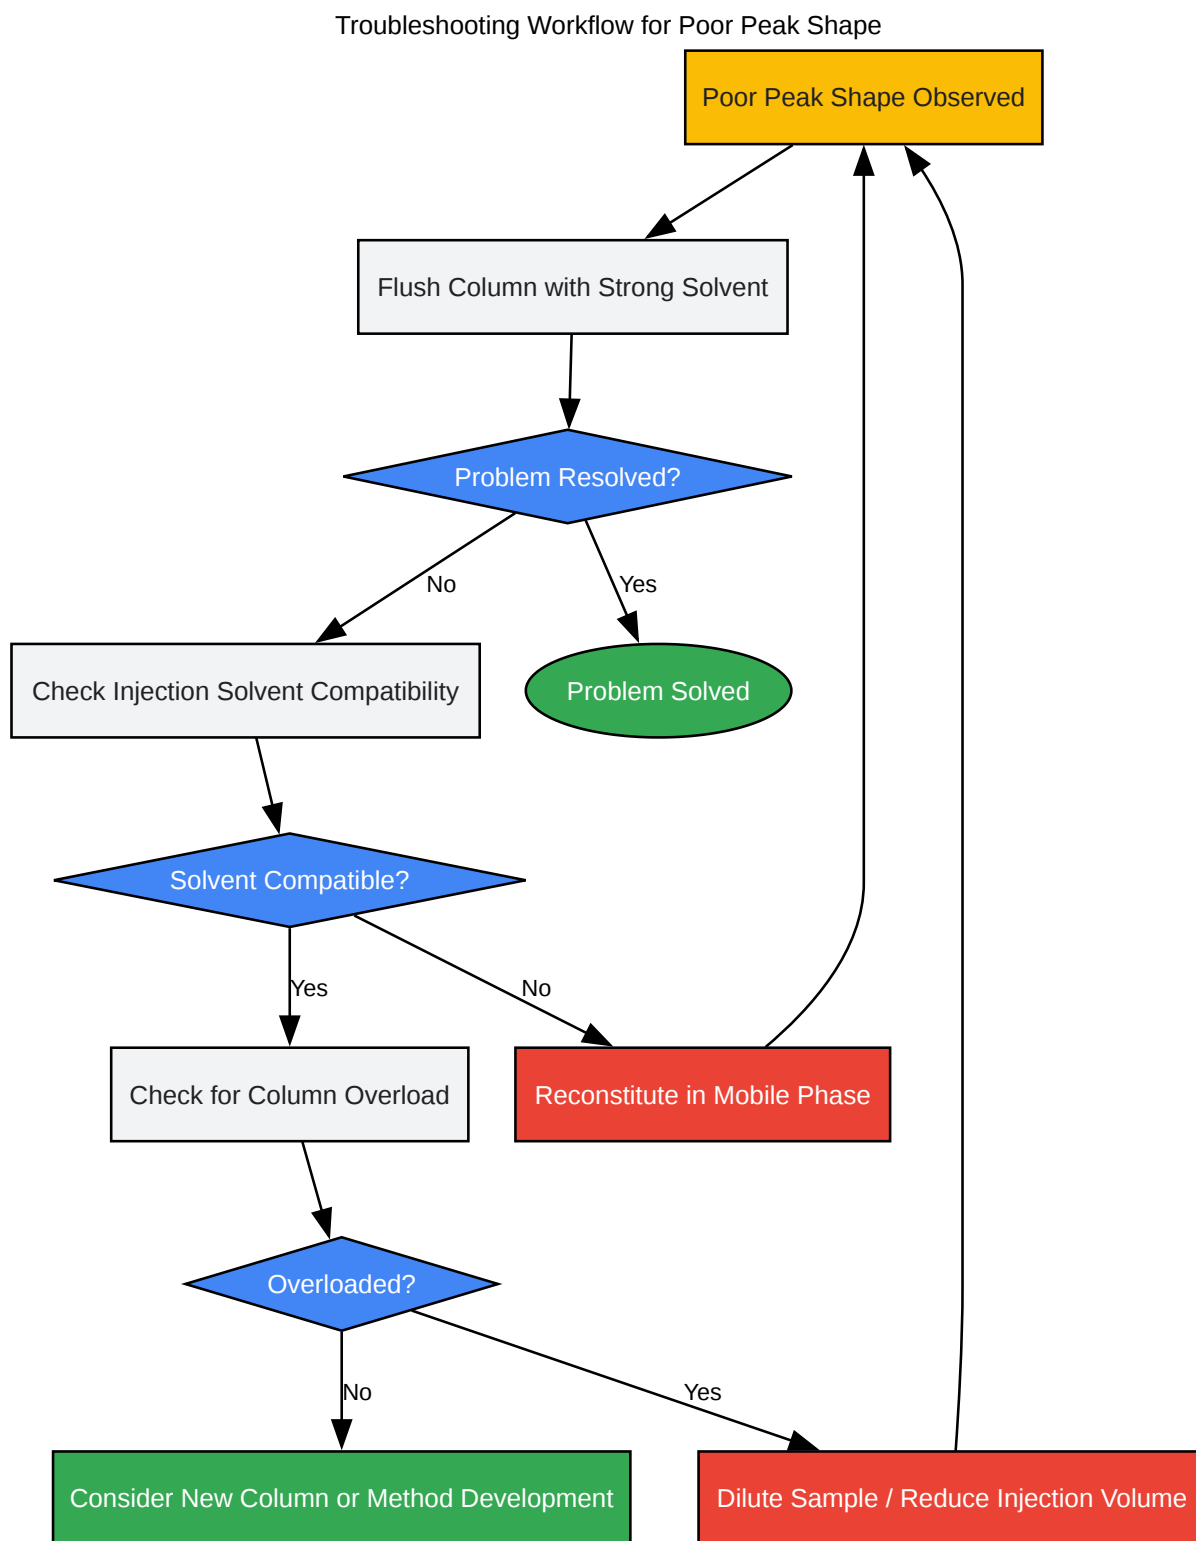 Troubleshooting Workflow for Poor Peak Shape
Poor Peak Shape Observed
Flush Column with Strong Solvent
Problem Resolved?
No
Yes
Check Injection Solvent Compatibility
Problem Solved
Solvent Compatible?
Yes
No
Check for Column Overload
Reconstitute in Mobile Phase
Overloaded?
No
Yes
Consider New Column or Method Development
Dilute Sample / Reduce Injection Volume